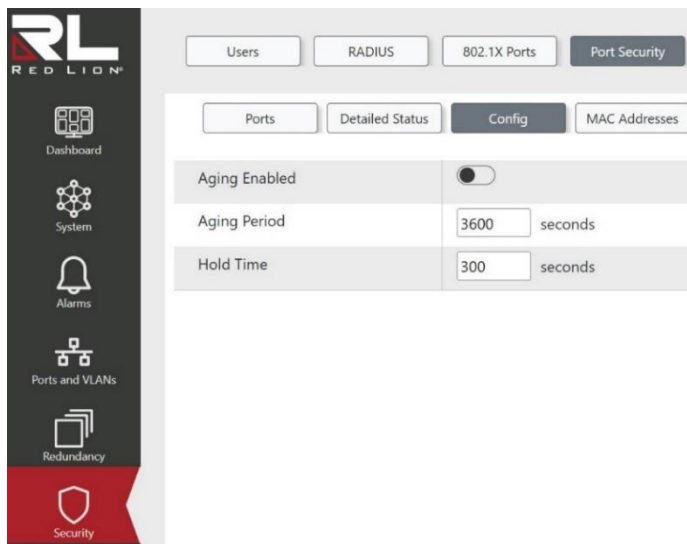 RL
RED LION®
Users RADIUS 802.1X Ports Port Security
Ports Detailed Status Config MAC Addresses
Dashboard
System
Alarms
Ports and VLANs
Redundancy
Security
Aging Enabled
Aging Period 3600 seconds
Hold Time 300 seconds